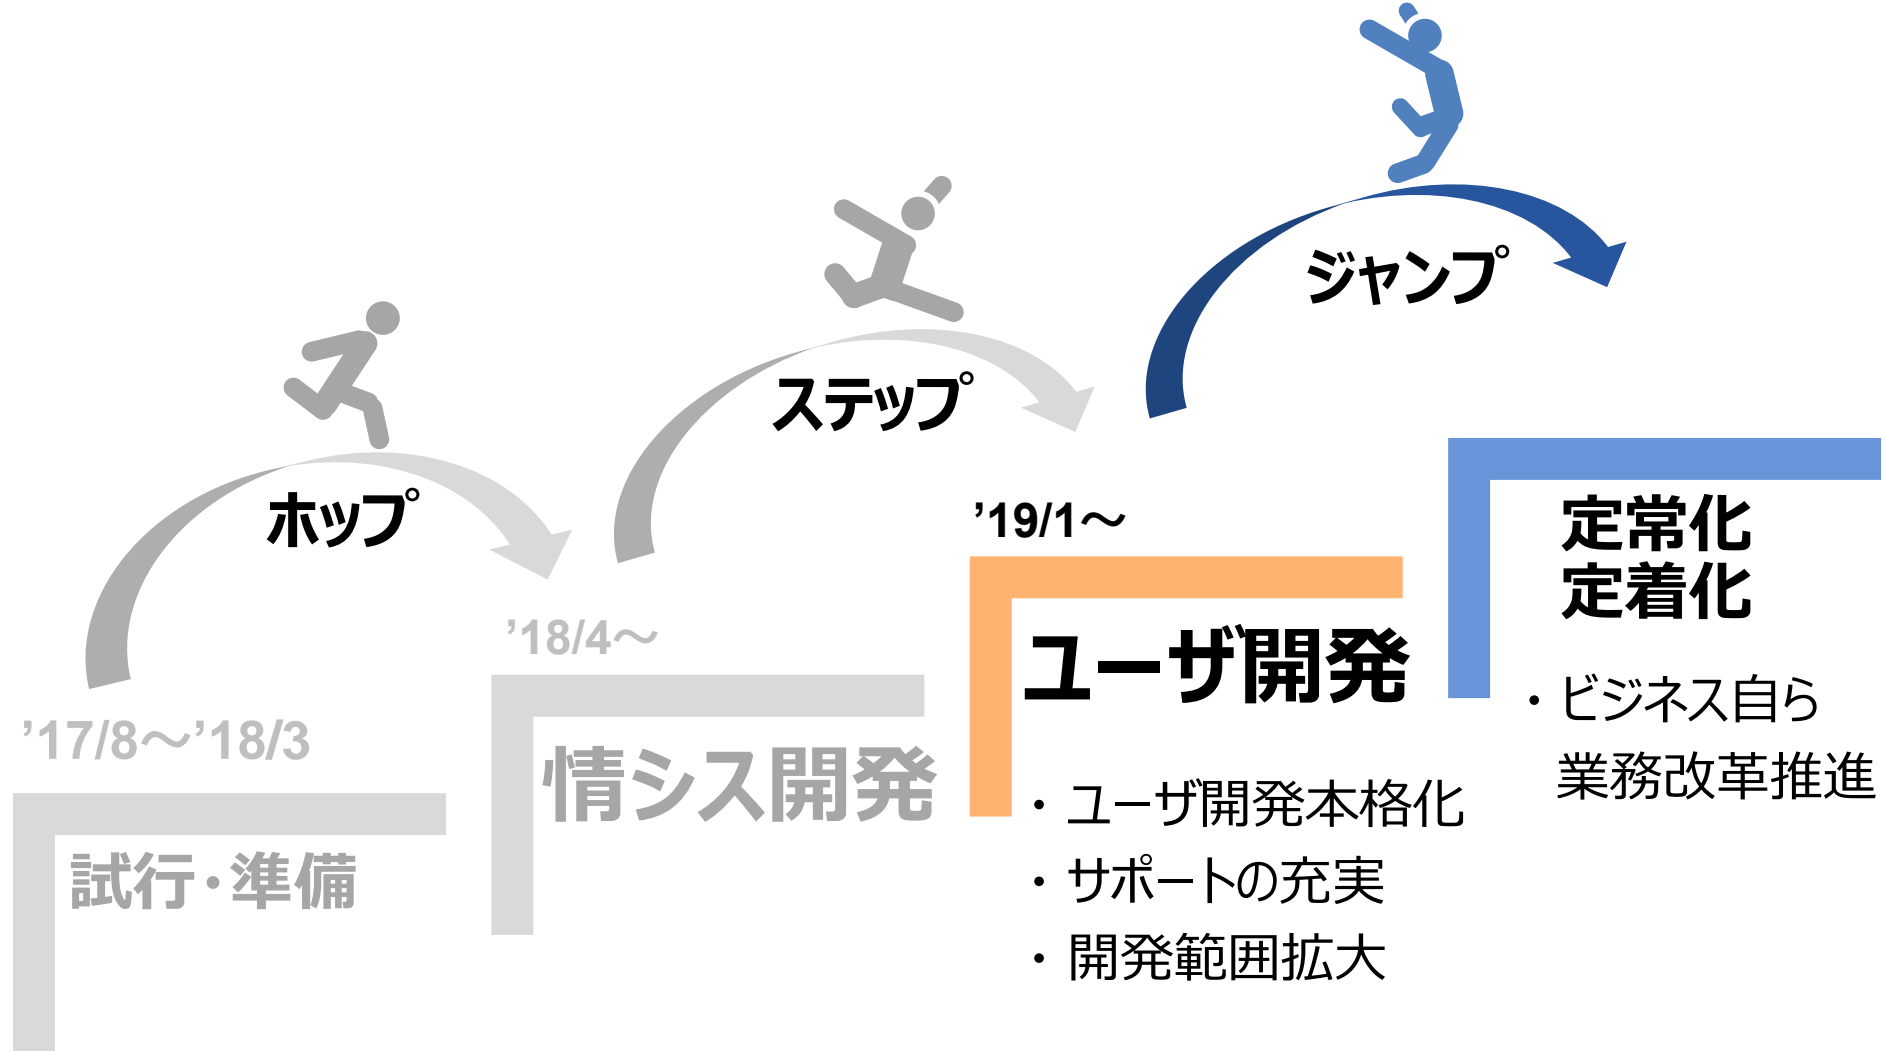 ホップ
’17/8～’18/3
試行・準備
ステップ
’18/4～
情シス開発
ジャンプ
’19/1～
ユーザ開発
・ ユーザ開発本格化
・ サポートの充実
・ 開発範囲拡大
定常化
定着化
・ ビジネス自ら
業務改革推進